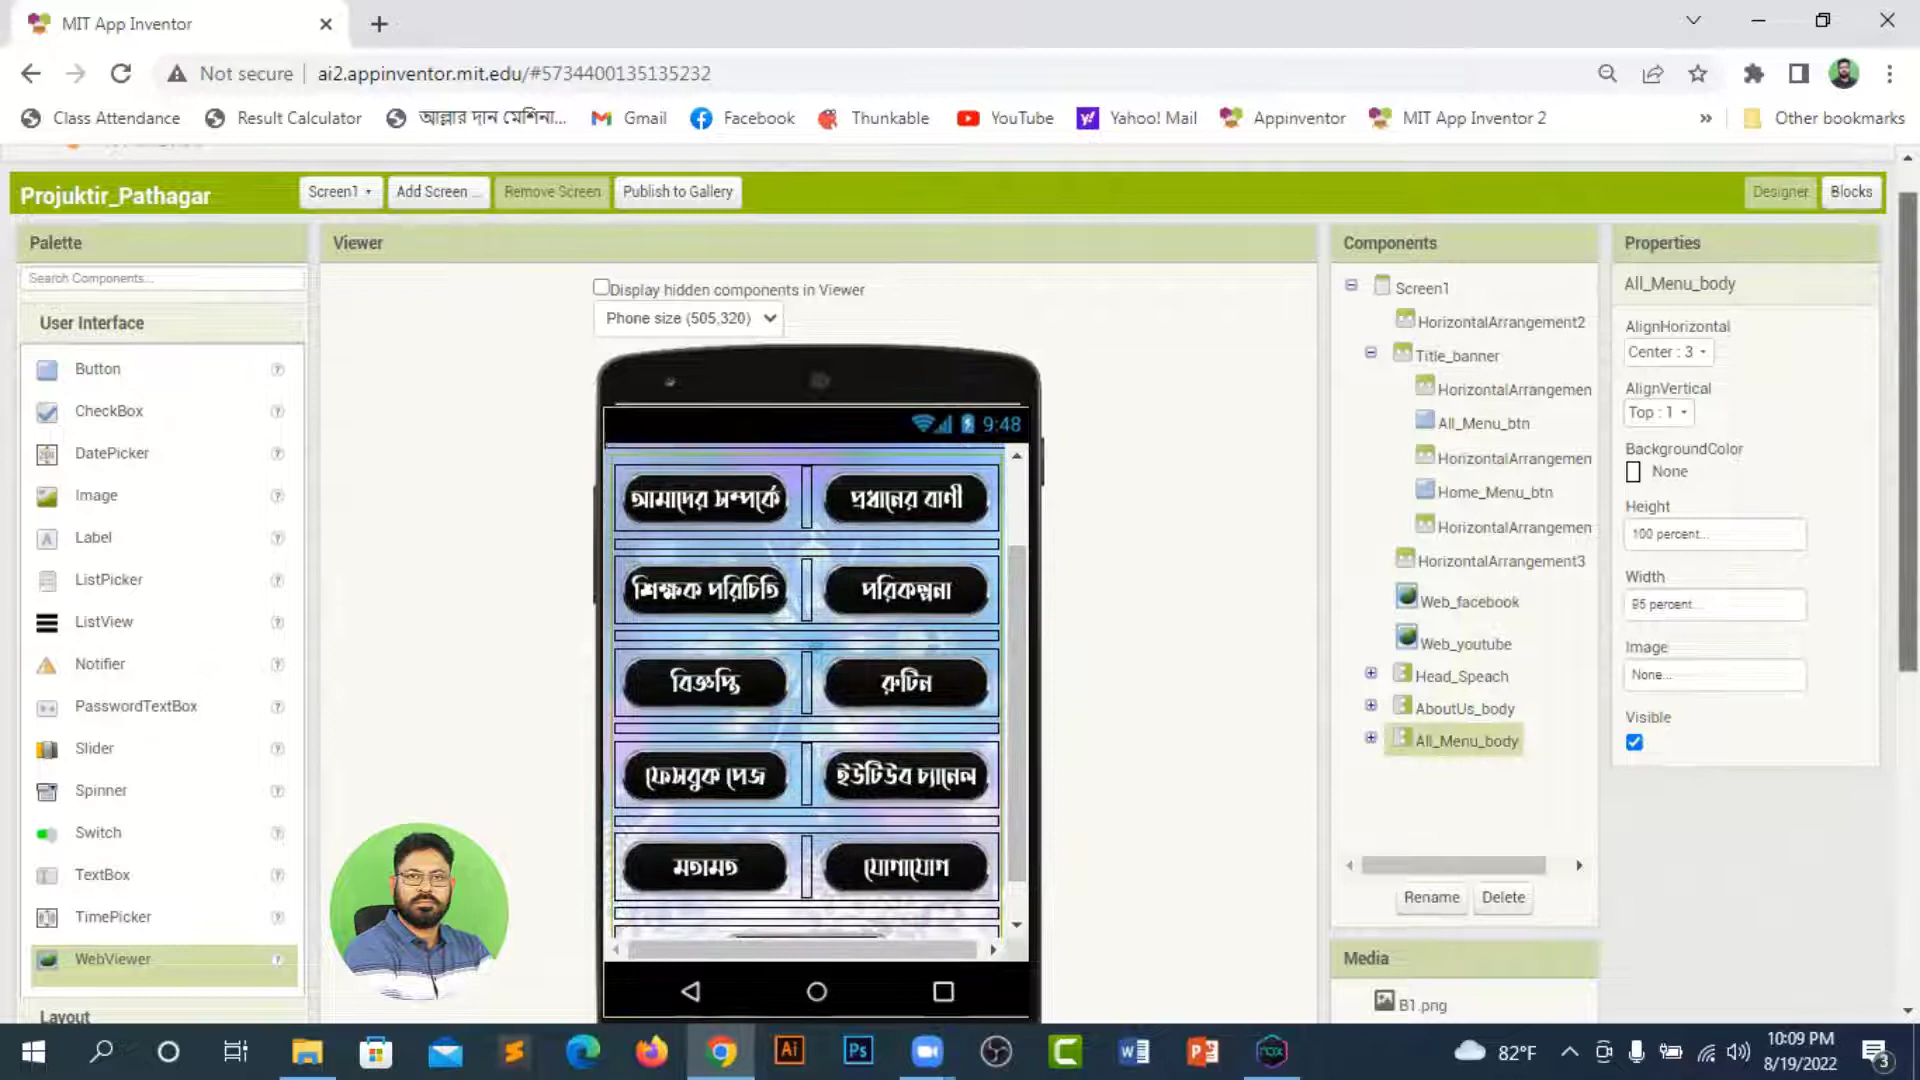 MIT App Inventor
Not secure
ai2.appinventor.mit.edu/#5734400135135232
Class Attendance
Result Calculator
আল্লার দান মেশিনা...
Gmail
Facebook
Thunkable
YouTube
Yahoo! Mail
Appinventor
MIT App Inventor 2
»
Other bookmarks
Projuktir_Pathagar
Screen1
Add Screen ...
Remove Screen
Publish to Gallery
Designer
Blocks
Palette
Viewer
Components
Properties
Search Components...
User Interface
Button
CheckBox
DatePicker
Image
Label
ListPicker
ListView
Notifier
PasswordTextBox
Slider
Spinner
Switch
TextBox
TimePicker
WebViewer
Layout
Display hidden components in Viewer
Phone size (505,320)
9:48
আমাদের সম্পর্কে
প্রধানের বাণী
শিক্ষক পরিচিতি
পরিকল্পনা
বিজ্ঞপ্তি
রুটিন
ফেসবুক পেজ
ইউটিউব চ্যানেল
মতামত
যোগাযোগ
Screen1
HorizontalArrangement2
Title_banner
HorizontalArrangemen
All_Menu_btn
HorizontalArrangemen
Home_Menu_btn
HorizontalArrangemen
HorizontalArrangement3
Web_facebook
Web_youtube
Head_Speach
AboutUs_body
All_Menu_body
Rename
Delete
Media
B1.png
All_Menu_body
AlignHorizontal
Center : 3
AlignVertical
Top : 1
BackgroundColor
None
Height
100 percent...
Width
95 percent...
Image
None...
Visible
Ai
Ps
nox
82°F
10:09 PM
8/19/2022
3